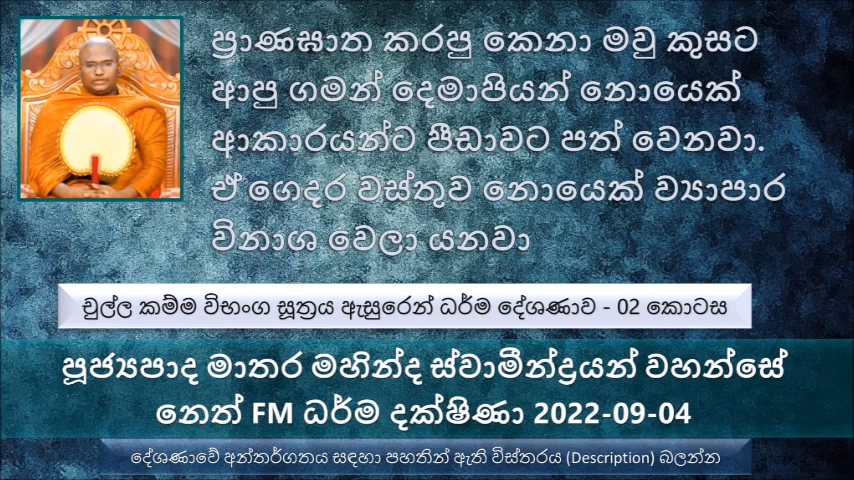 ප්‍රාණඝාත කරපු කෙනා මවු කුසට
ආපු ගමන් දෙමාපියන් නොයෙක්
ආකාරයන්ට පීඩාවට පත් වෙනවා.
ඒ ගෙදර වස්තුව නොයෙක් ව්‍යාපාර
විනාශ වෙලා යනවා
චුල්ල කම්ම විභංග සූත්‍රය ඇසුරෙන් ධර්ම දේශණාව - 02 කොටස
පූජ්‍යපාද මාතර මහින්ද ස්වාමීන්ද්‍රයන් වහන්සේ
නෙත් FM ධර්ම දක්ෂිණා 2022-09-04
දේශණාවේ අන්තර්ගතය සඳහා පහතින් ඇති විස්තරය (Description) බලන්න